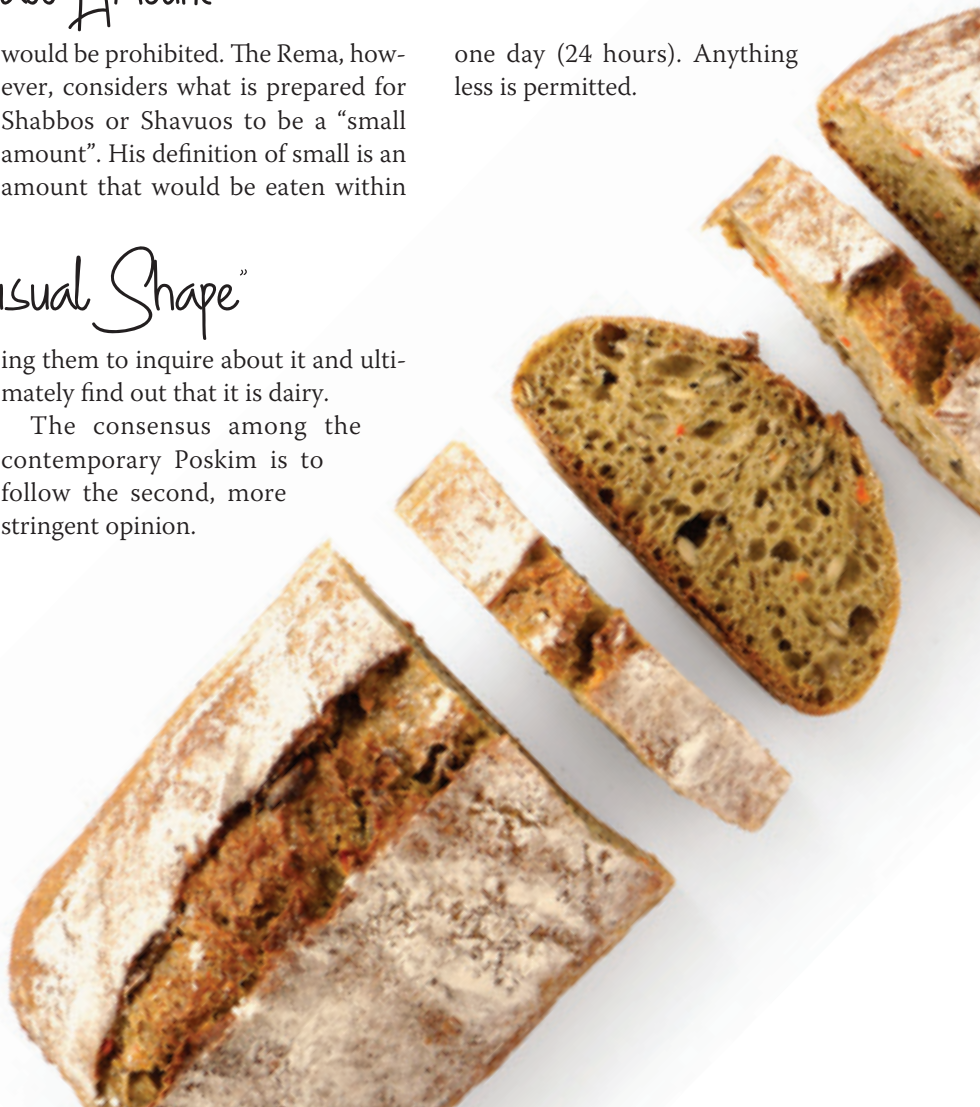 Amount
would be prohibited. The Rema, how-
ever, considers what is prepared for
Shabbos or Shavuos to be a “small
amount”. His definition of small is an
amount that would be eaten within
one day (24 hours). Anything
less is permitted.
Shape”
ing them to inquire about it and ulti-
mately find out that it is dairy.
The consensus among the
contemporary Poskim is to
follow the second, more
stringent opinion.